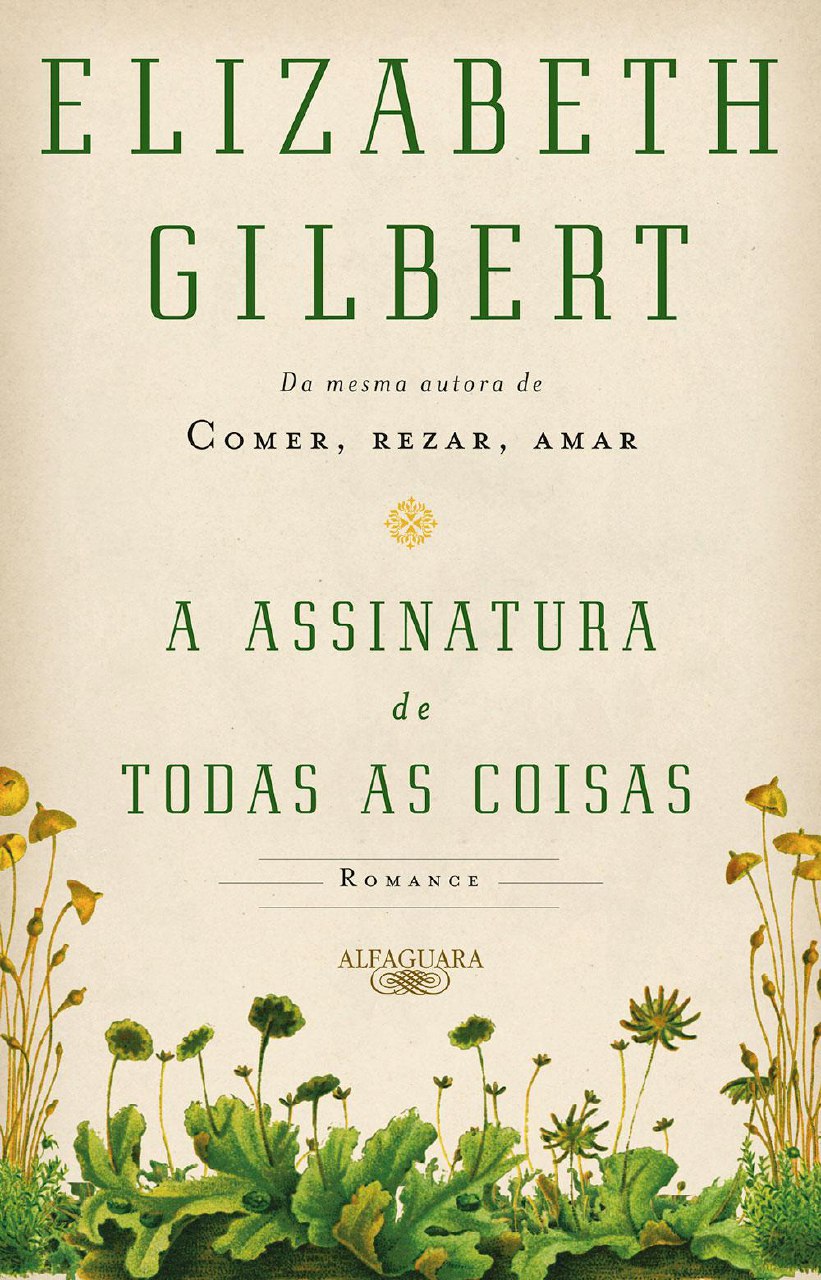 ELIZABETH
GILBERT
Da mesma autora de
COMER, REZAR, AMAR
A ASSINATURA
de
TODAS AS COISAS
ROMANCE
ALFAGUARA